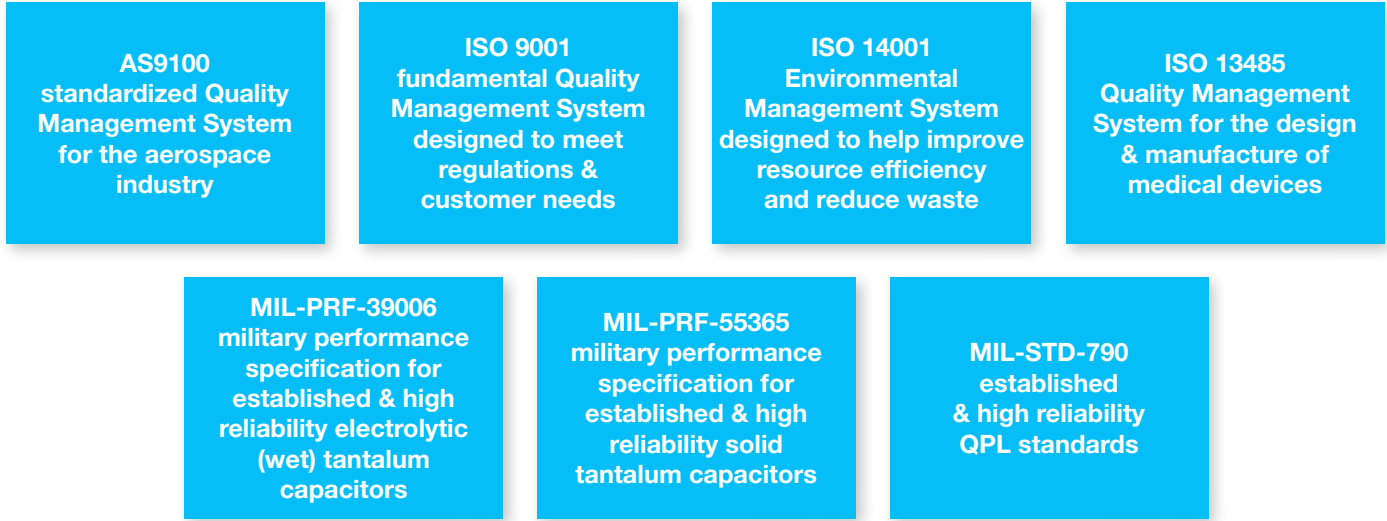 AS9100
standardized Quality
Management System
for the aerospace
industry
ISO 9001
fundamental Quality
Management System
designed to meet
regulations &
customer needs
ISO 14001
Environmental
Management System
designed to help improve
resource efficiency
and reduce waste
ISO 13485
Quality Management
System for the design
& manufacture of
medical devices
MIL-PRF-39006
military performance
specification for
established & high
reliability electrolytic
(wet) tantalum
capacitors
MIL-PRF-55365
military performance
specification for
established & high
reliability solid
tantalum capacitors
MIL-STD-790
established
& high reliability
QPL standards